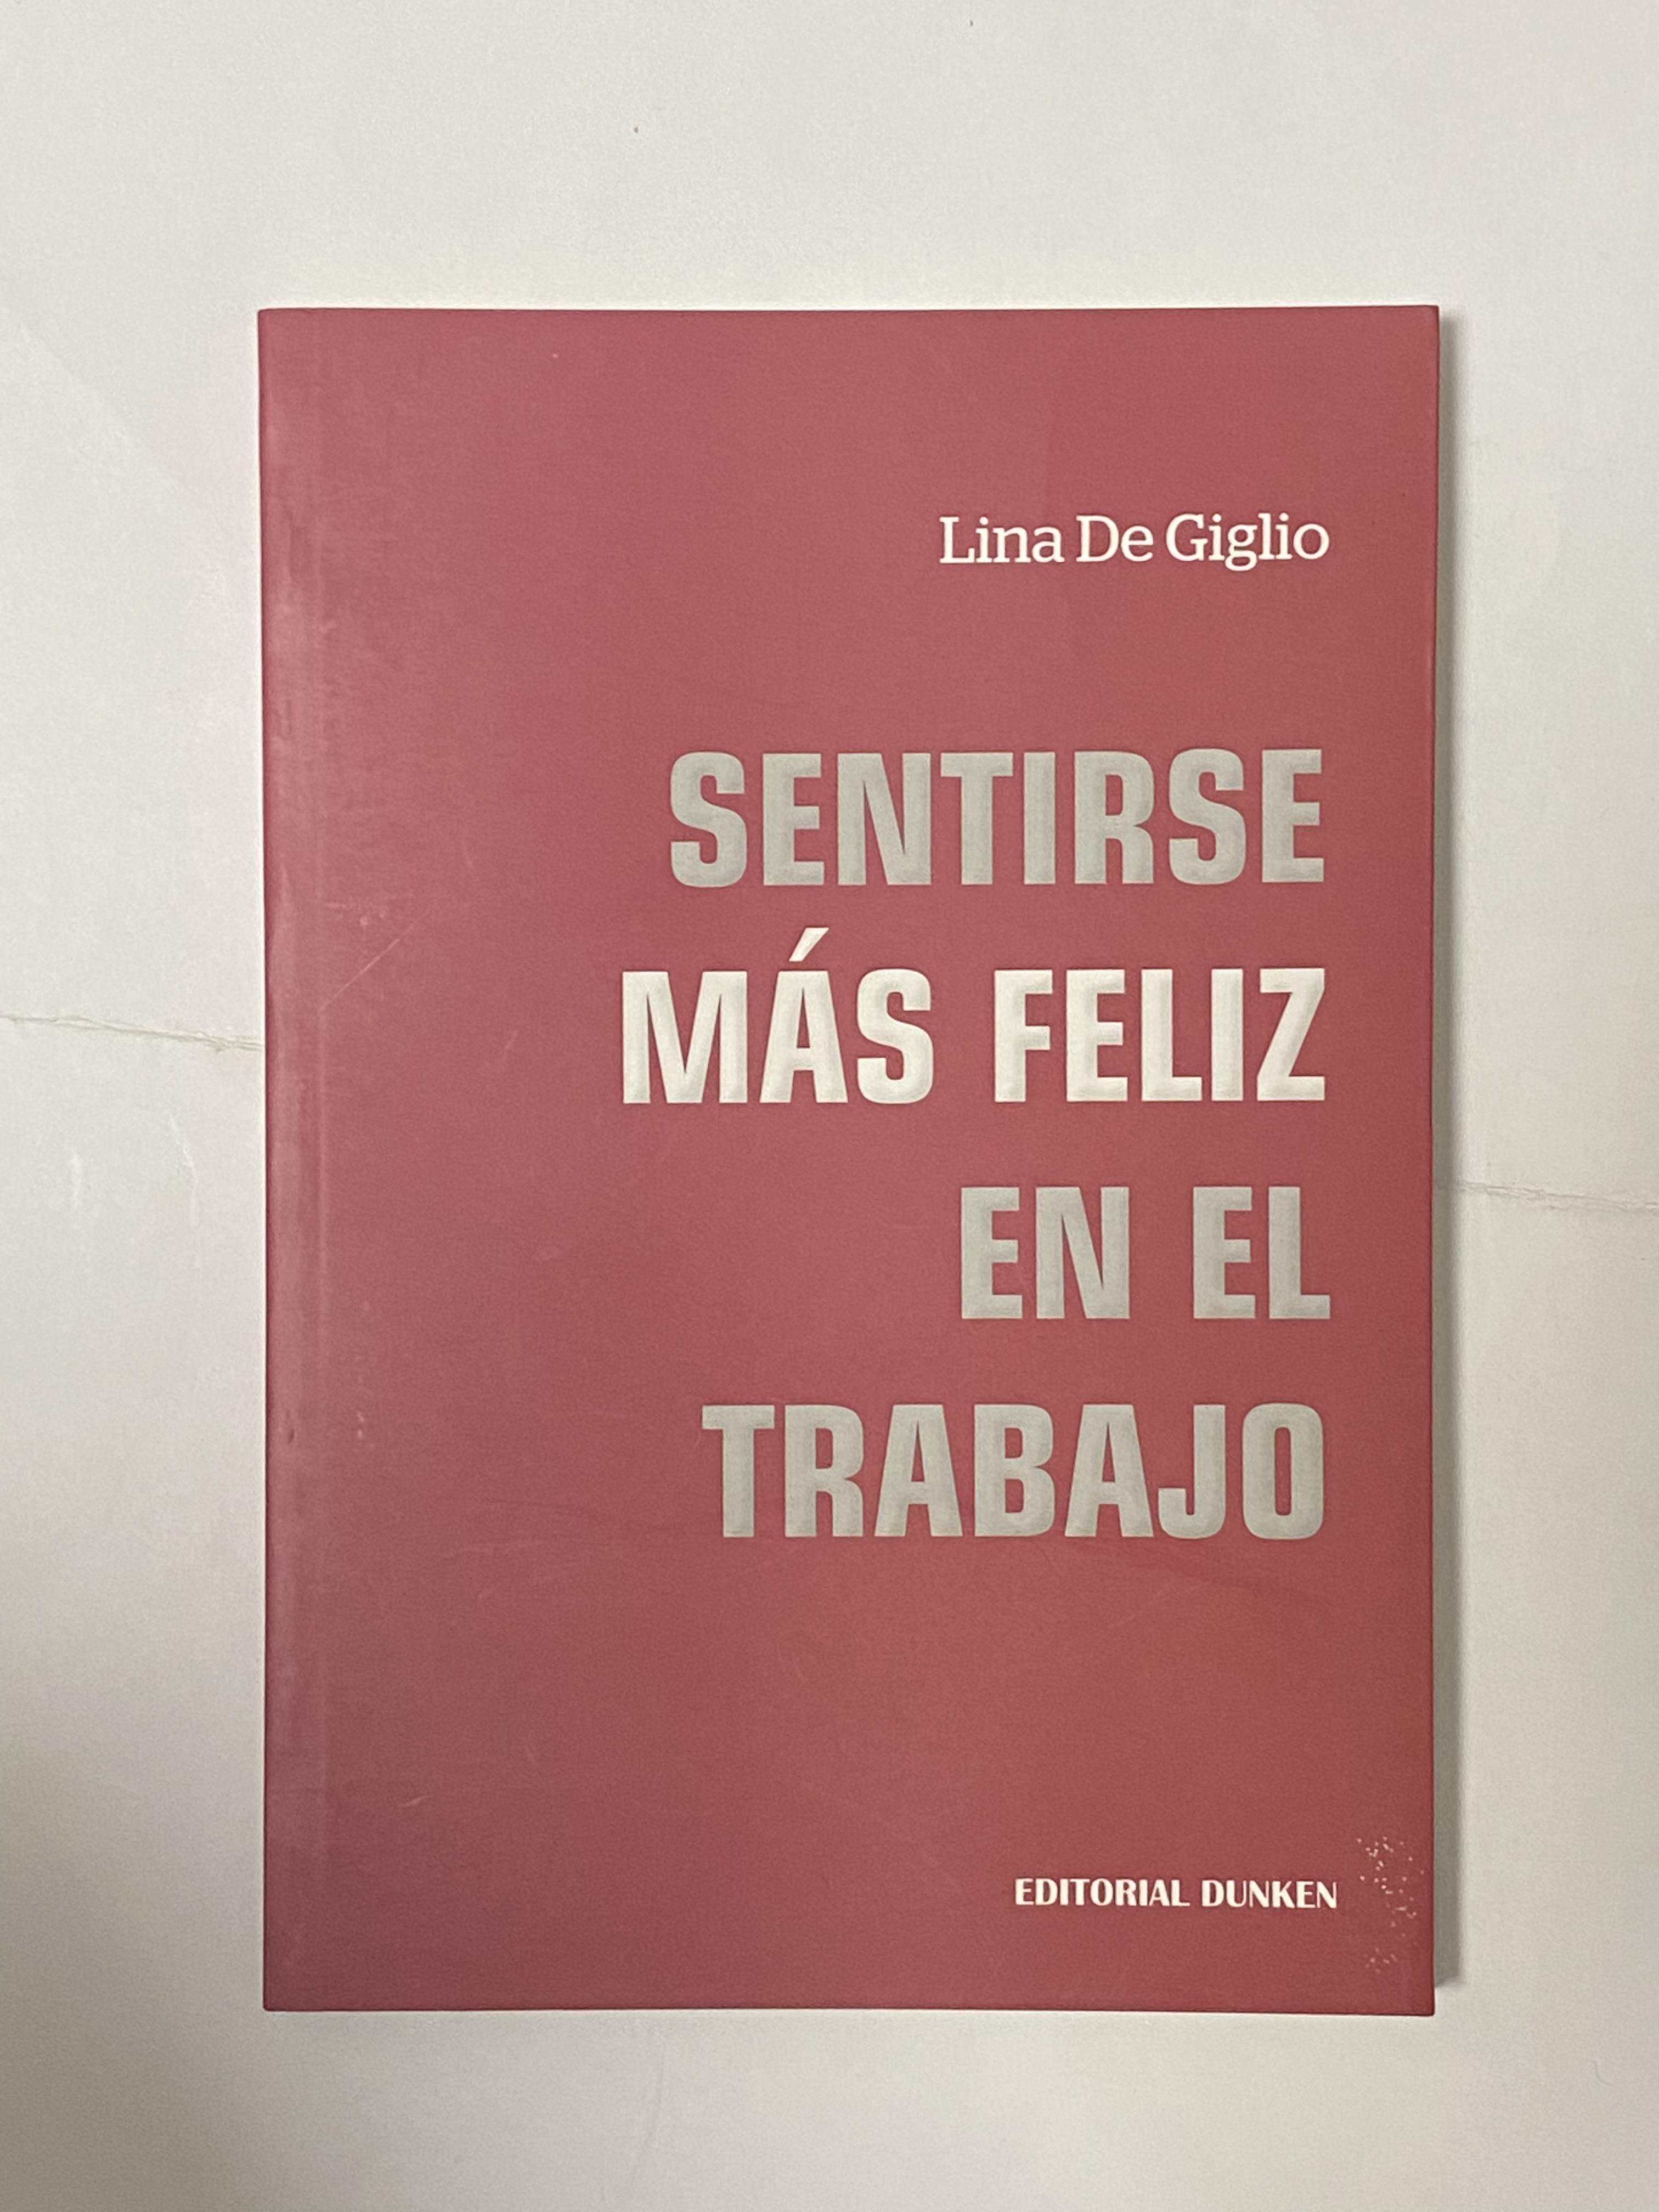 Lina De Giglio
SENTIRSE
MÁS FELIZ
EN EL
TRABAJO
EDITORIAL DUNKEN